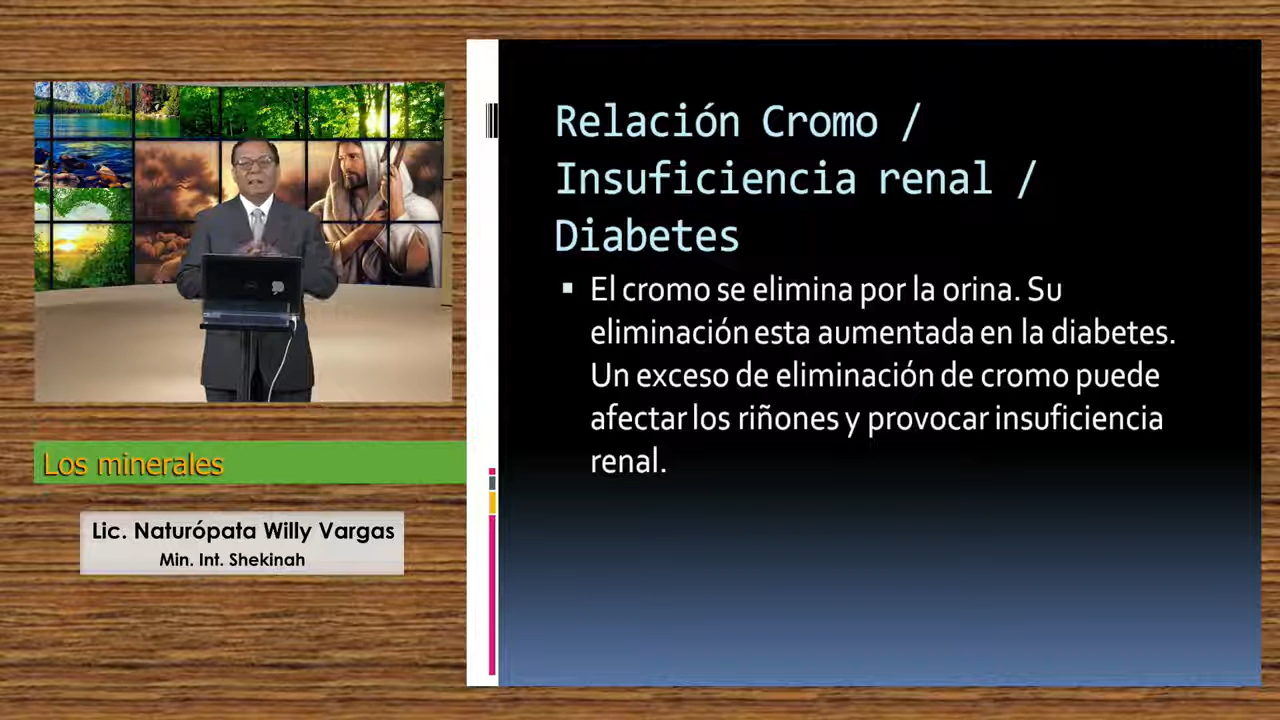 Relación Cromo /
Insuficiencia renal /
Diabetes
El cromo se elimina por la orina. Su
eliminación esta aumentada en la diabetes.
Un exceso de eliminación de cromo puede
afectar los riñones y provocar insuficiencia
renal.
Los minerales
Lic. Naturópata Willy Vargas
Min. Int. Shekinah